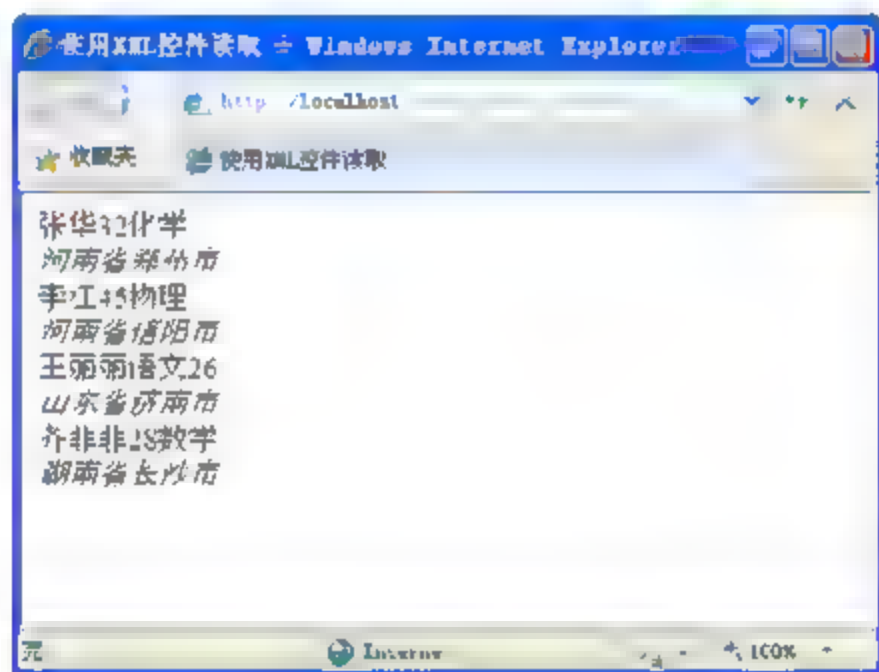 使用XML控件读取 - Windows Internet Explorer
http //localhost
收藏夹 使用XML控件读取
张华32化学
河南省郑州市
李江45物理
河南省信阳市
王丽丽语文26
山东省济南市
齐非非28数学
湖南省长沙市
Internet 100%